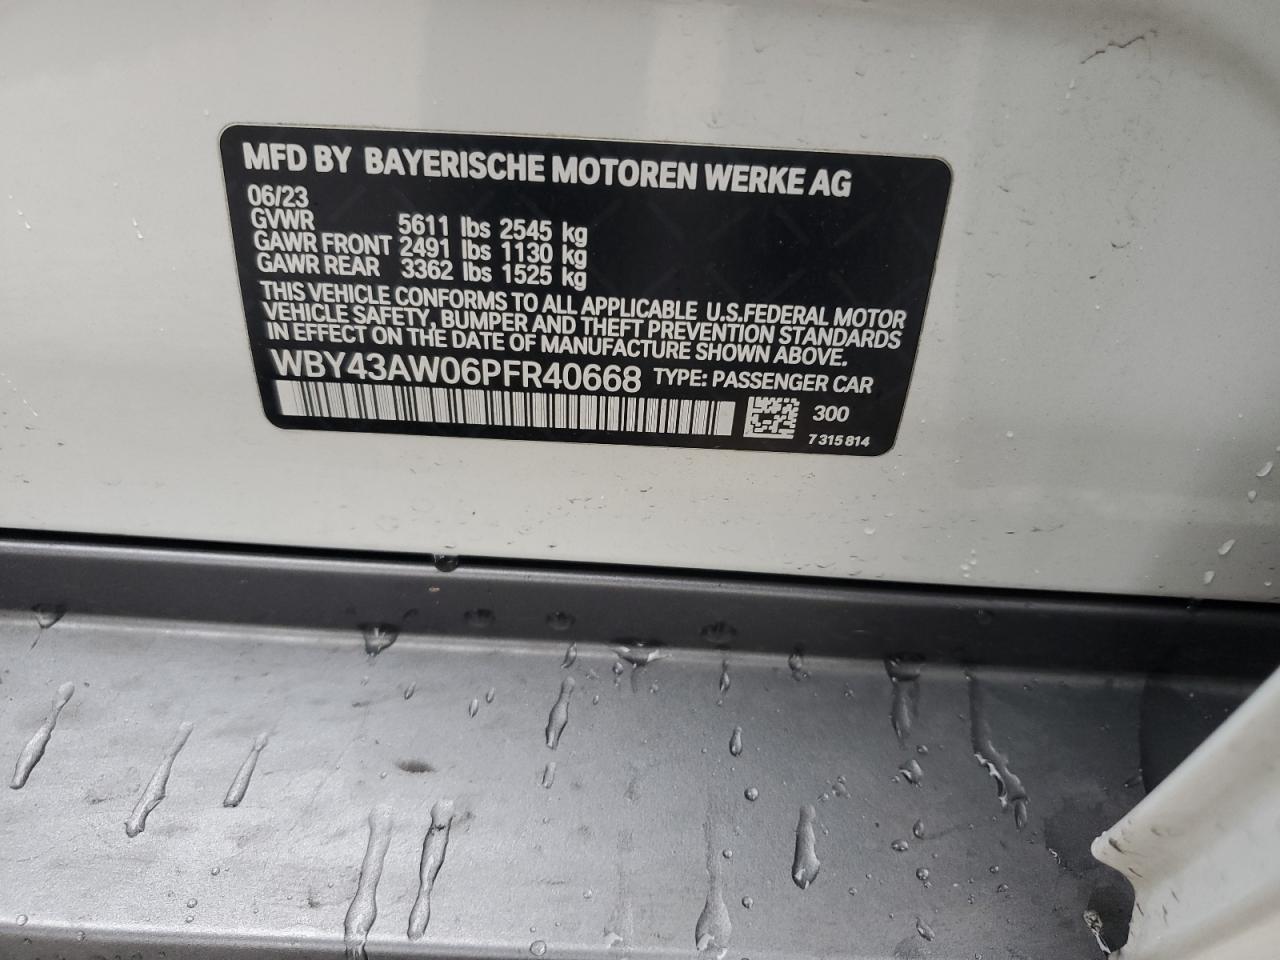 MFD BY BAYERISCHE MOTOREN WERKE AG
06/23
GVWR 5611 lbs 2545 kg
GAWR FRONT 2491 lbs 1130 kg
GAWR REAR 3362 lbs 1525 kg
THIS VEHICLE CONFORMS TO ALL APPLICABLE U.S.FEDERAL MOTOR
VEHICLE SAFETY, BUMPER AND THEFT PREVENTION STANDARDS
IN EFFECT ON THE DATE OF MANUFACTURE SHOWN ABOVE.
WBY43AW06PFR40668 TYPE: PASSENGER CAR
300
7 315 814